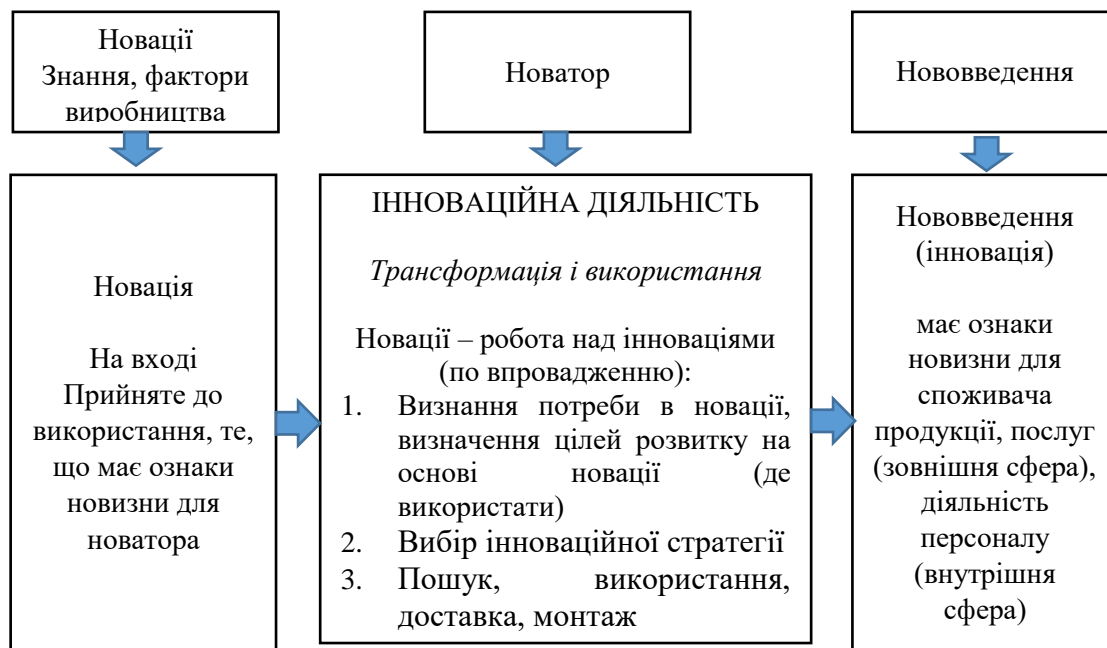 Новації
Знання, фактори
виробництва
Новатор
Нововведення
Новація
На вході
Прийняте до
використання, те,
що має ознаки
новизни для
новатора
ІННОВАЦІЙНА ДІЯЛЬНІСТЬ
Трансформація і використання
Новації – робота над інноваціями
(по впровадженню):
1. Визнання потреби в новації,
визначення цілей розвитку на
основі новації (де
використати)
2. Вибір інноваційної стратегії
3. Пошук, використання,
доставка, монтаж
Нововведення
(інновація)
має ознаки
новизни для
споживача
продукції, послуг
(зовнішня сфера),
діяльність
персоналу
(внутрішня
сфера)